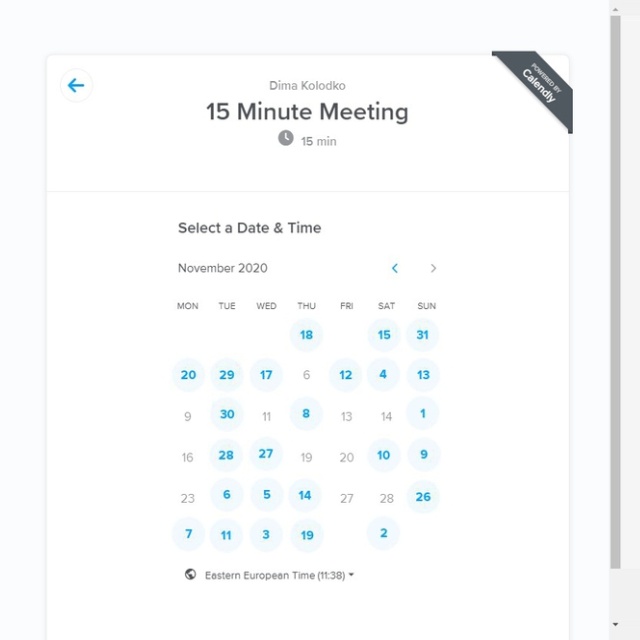 Dima Kolodko
15 Minute Meeting
15 min
POWERED BY
Calendly
Select a Date & Time
November 2020
MON TUE WED THU FRI SAT SUN
18 15 31
20 29 17 6 12 4 13
9 30 11 8 13 14 1
16 28 27 19 20 10 9
23 6 5 14 27 28 26
7 11 3 19 2
Eastern European Time (11:38)